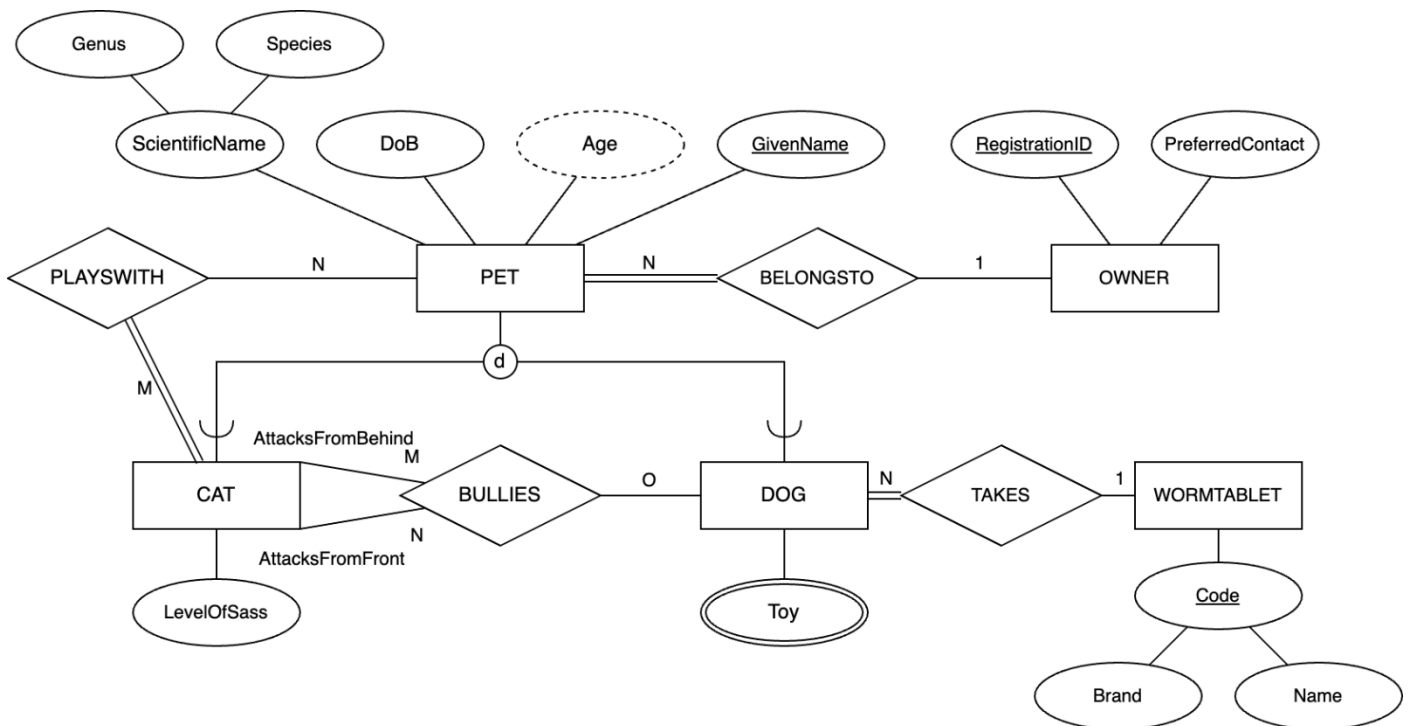 Genus
Species
ScientificName
DoB
Age
GivenName
RegistrationID
PreferredContact
PLAYSWITH
N
PET
N
BELONGSTO
1
OWNER
d
M
AttacksFromBehind
M
CAT
BULLIES
O
DOG
N
TAKES
1
WORMTABLET
N
AttacksFromFront
LevelOfSass
Toy
Code
Brand
Name